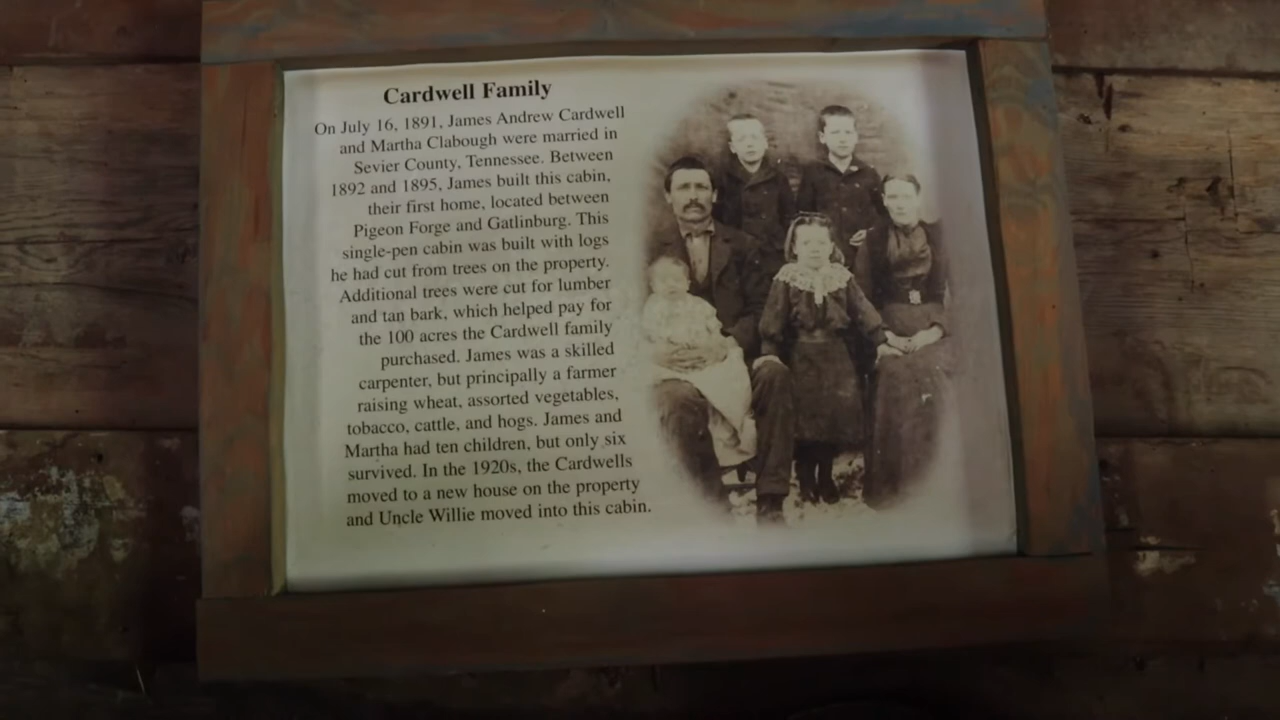 Cardwell Family
On July 16, 1891, James Andrew Cardwell
and Martha Clabough were married in
Sevier County, Tennessee. Between
1892 and 1895, James built this cabin,
their first home, located between
Pigeon Forge and Gatlinburg. This
single-pen cabin was built with logs
he had cut from trees on the property.
Additional trees were cut for lumber
and tan bark, which helped pay for
the 100 acres the Cardwell family
purchased. James was a skilled
carpenter, but principally a farmer
raising wheat, assorted vegetables,
tobacco, cattle, and hogs. James and
Martha had ten children, but only six
survived. In the 1920s, the Cardwells
moved to a new house on the property
and Uncle Willie moved into this cabin.